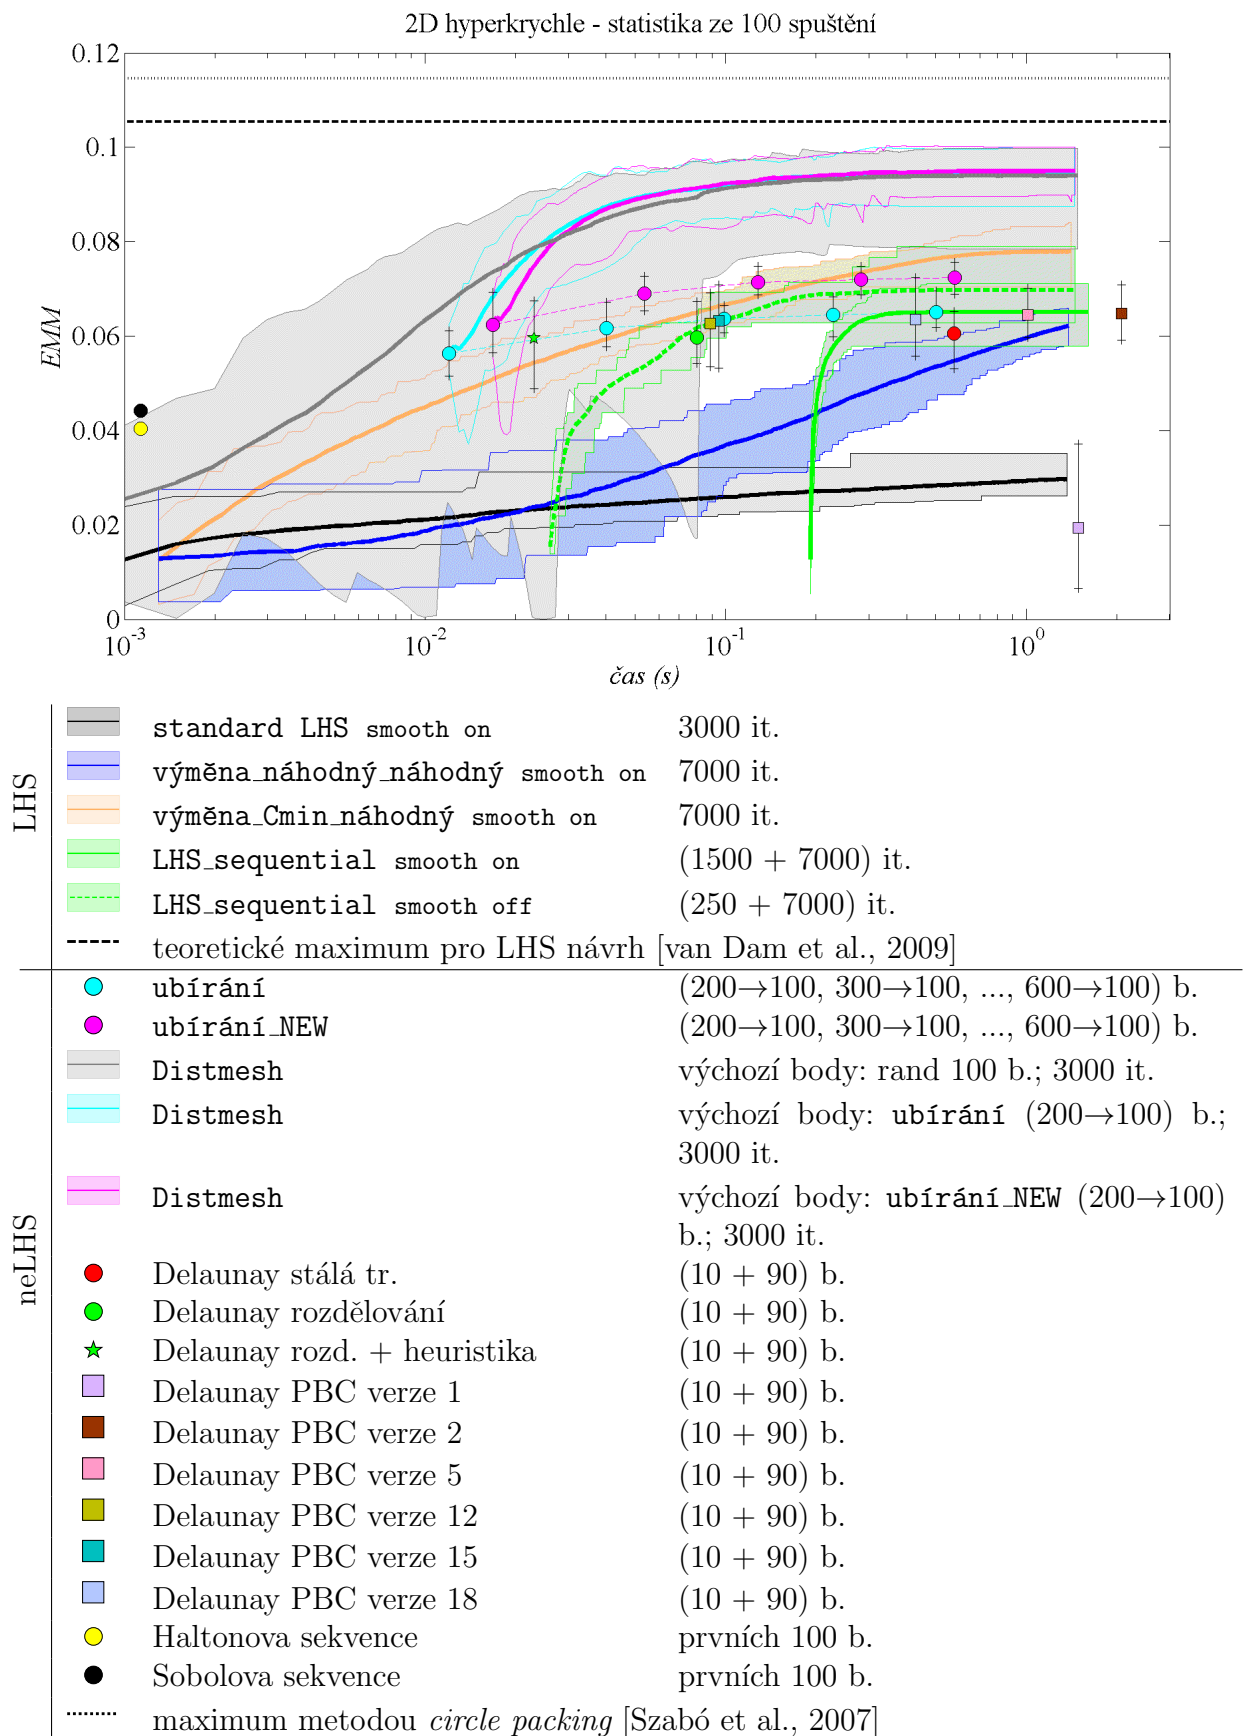 2D hyperkrychle - statistika ze 100 spuštění
0.12
0.1
0.08
0.06
0.04
0.02
0
EMM
10^-3
10^-2
10^-1
10^0
čas (s)
LHS
standard LHS smooth on 3000 it.
výměna_náhodný_náhodný smooth on 7000 it.
výměna_Cmin_náhodný smooth on 7000 it.
LHS_sequential smooth on (1500 + 7000) it.
LHS_sequential smooth off (250 + 7000) it.
teoretické maximum pro LHS návrh [van Dam et al., 2009]
neLHS
ubírání (200→100, 300→100, ..., 600→100) b.
ubírání_NEW (200→100, 300→100, ..., 600→100) b.
Distmesh výchozí body: rand 100 b.; 3000 it.
Distmesh výchozí body: ubírání (200→100) b.;
3000 it.
Distmesh výchozí body: ubírání_NEW (200→100)
b.; 3000 it.
Delaunay stálá tr. (10 + 90) b.
Delaunay rozdělování (10 + 90) b.
Delaunay rozd. + heuristika (10 + 90) b.
Delaunay PBC verze 1 (10 + 90) b.
Delaunay PBC verze 2 (10 + 90) b.
Delaunay PBC verze 5 (10 + 90) b.
Delaunay PBC verze 12 (10 + 90) b.
Delaunay PBC verze 15 (10 + 90) b.
Delaunay PBC verze 18 (10 + 90) b.
Haltonova sekvence prvních 100 b.
Sobolova sekvence prvních 100 b.
maximum metodou circle packing [Szabó et al., 2007]